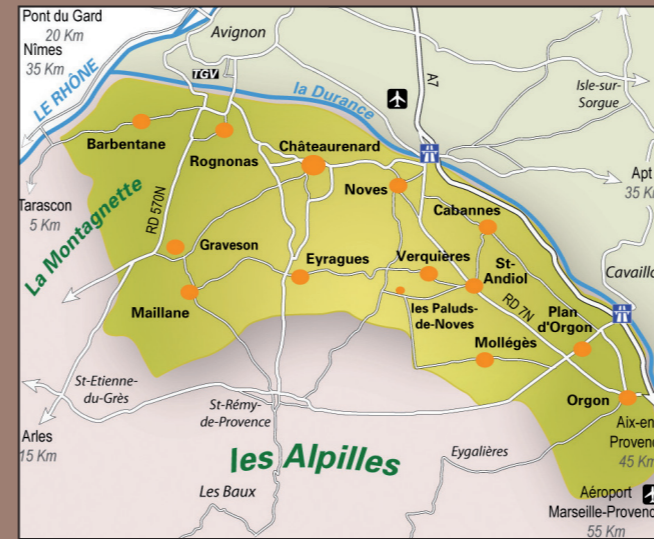 Pont du Gard
20 Km
Nîmes
35 Km
Avignon
TGV
LE RHÔNE
la Durance
A7
Isle-sur-
Sorgue
Barbentane
Rognonas
Châteaurenard
Noves
Apt
35 K
Tarascon
5 Km
La Montagnette
RD 570N
Cabannes
Graveson
Eyragues
Verquières
St-
Andiol
Cavaillo
Maillane
les Paluds-
de-Noves
RD 7N
Plan
d'Orgon
Mollégès
St-Etienne-
du-Grès
St-Rémy-
de-Provence
Orgon
Aix-en
Provenc
45 Km
Arles
15 Km
les Alpilles
Eygalières
Les Baux
Aéroport
Marseille-Provenc
55 Km